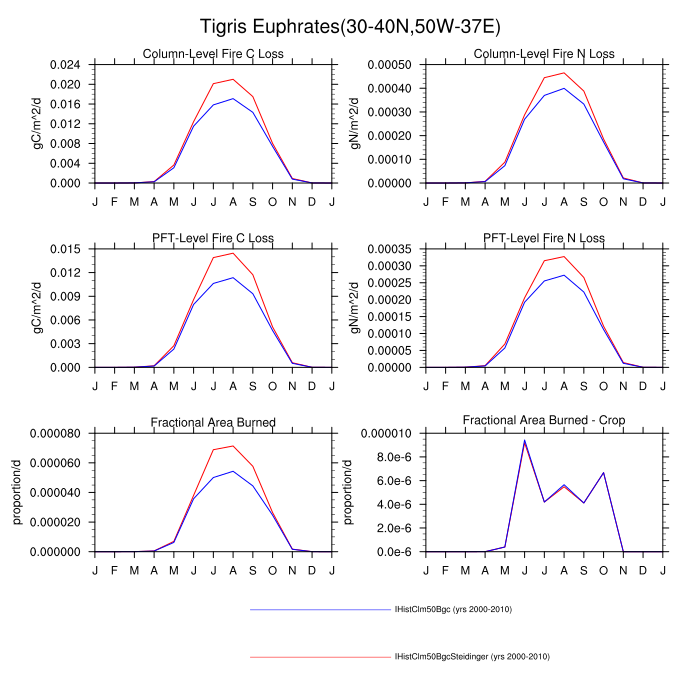 Tigris Euphrates(30-40N,50W-37E)
Column-Level Fire C Loss
gC/m^2/d
0.024
0.020
0.016
0.012
0.008
0.004
0.000
J F M A M J J A S O N D J
Column-Level Fire N Loss
gN/m^2/d
0.00050
0.00040
0.00030
0.00020
0.00010
0.00000
J F M A M J J A S O N D J
PFT-Level Fire C Loss
gC/m^2/d
0.015
0.012
0.009
0.006
0.003
0.000
J F M A M J J A S O N D J
PFT-Level Fire N Loss
gN/m^2/d
0.00035
0.00030
0.00025
0.00020
0.00015
0.00010
0.00005
0.00000
J F M A M J J A S O N D J
Fractional Area Burned
proportion/d
0.000080
0.000060
0.000040
0.000020
0.000000
J F M A M J J A S O N D J
Fractional Area Burned - Crop
proportion/d
0.000010
8.0e-6
6.0e-6
4.0e-6
2.0e-6
0.0e-6
J F M A M J J A S O N D J
IHistClm50Bgc (yrs 2000-2010)
IHistClm50BgcSteidinger (yrs 2000-2010)